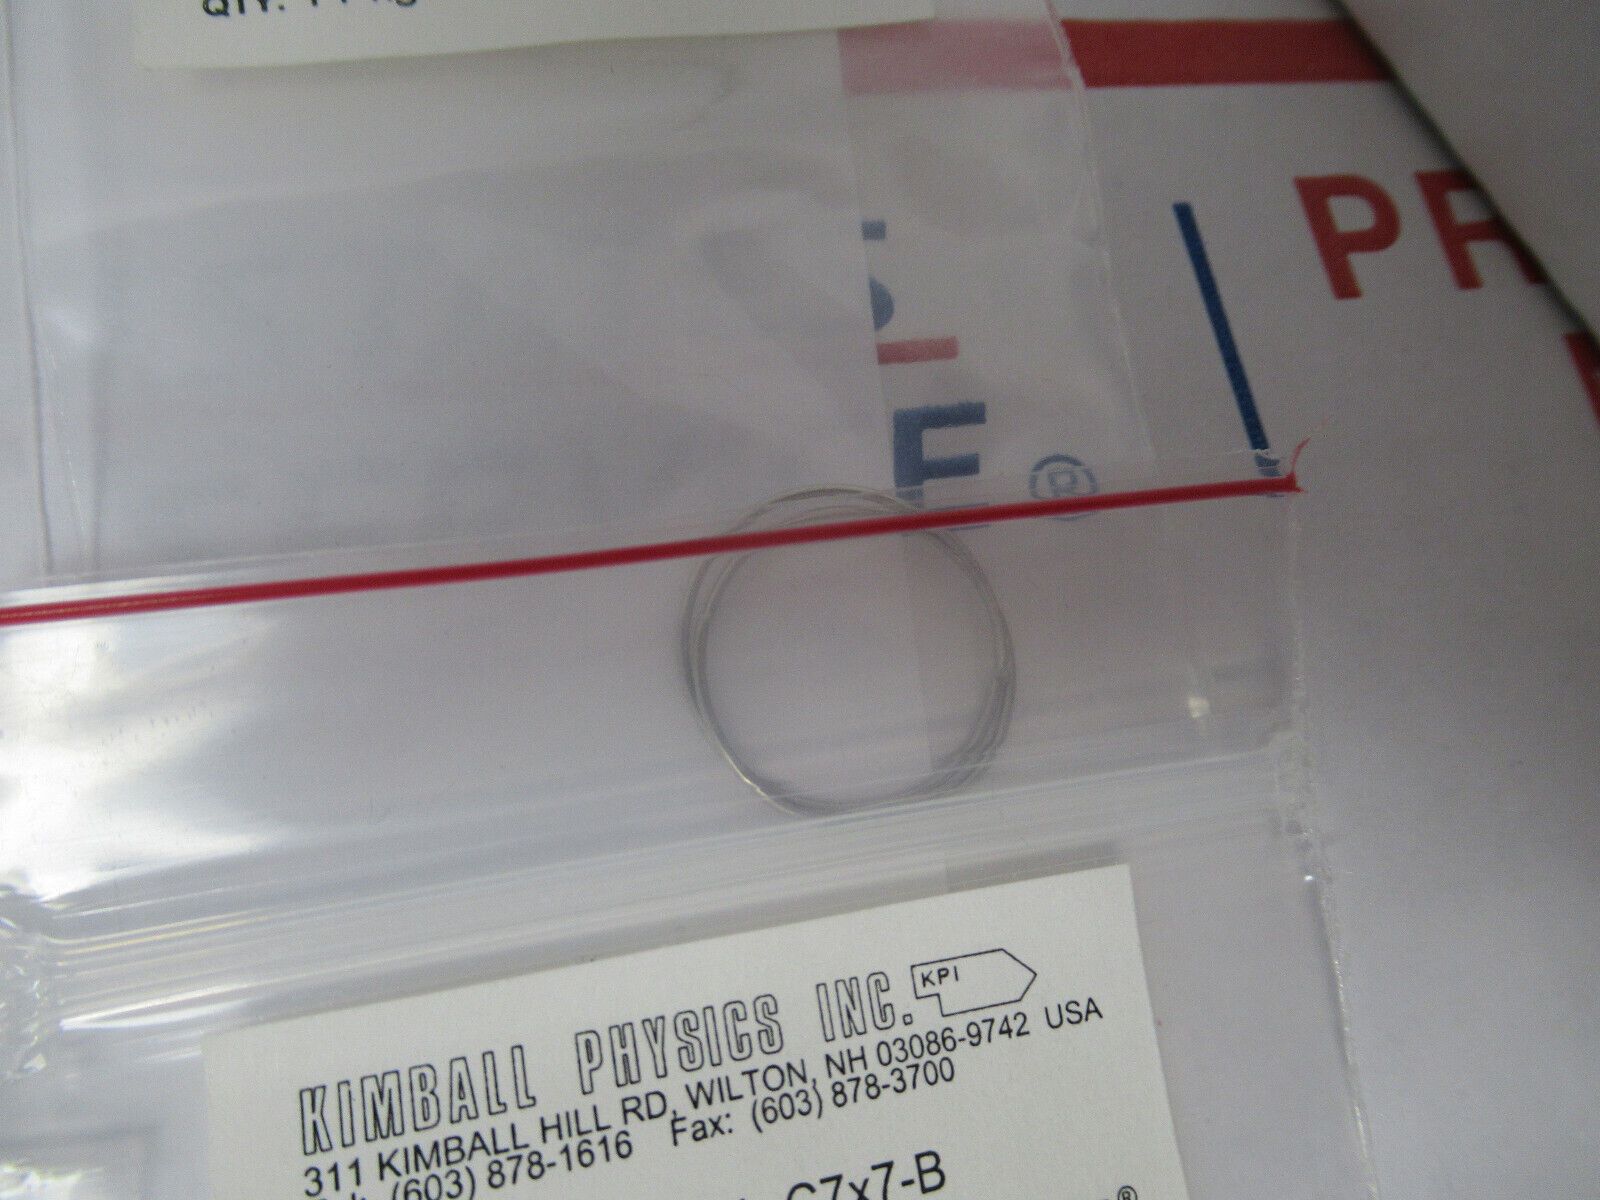 QTY:
PR
S
E®
KPI
KIMBALL PHYSICS INC.
311 KIMBALL HILL RD, WILTON, NH 03086-9742 USA
(603) 878-1616 Fax: (603) 878-3700
C7x7-B
®